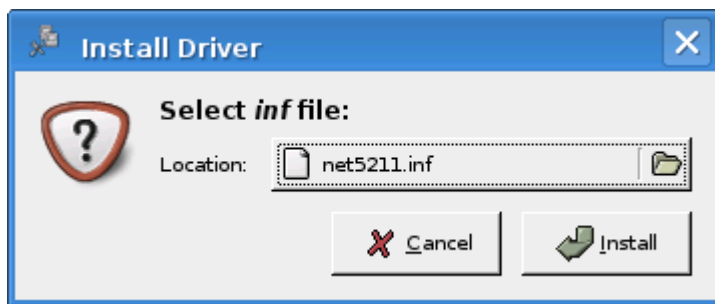 Install Driver
Select inf file:
Location: net5211.inf
Cancel Install